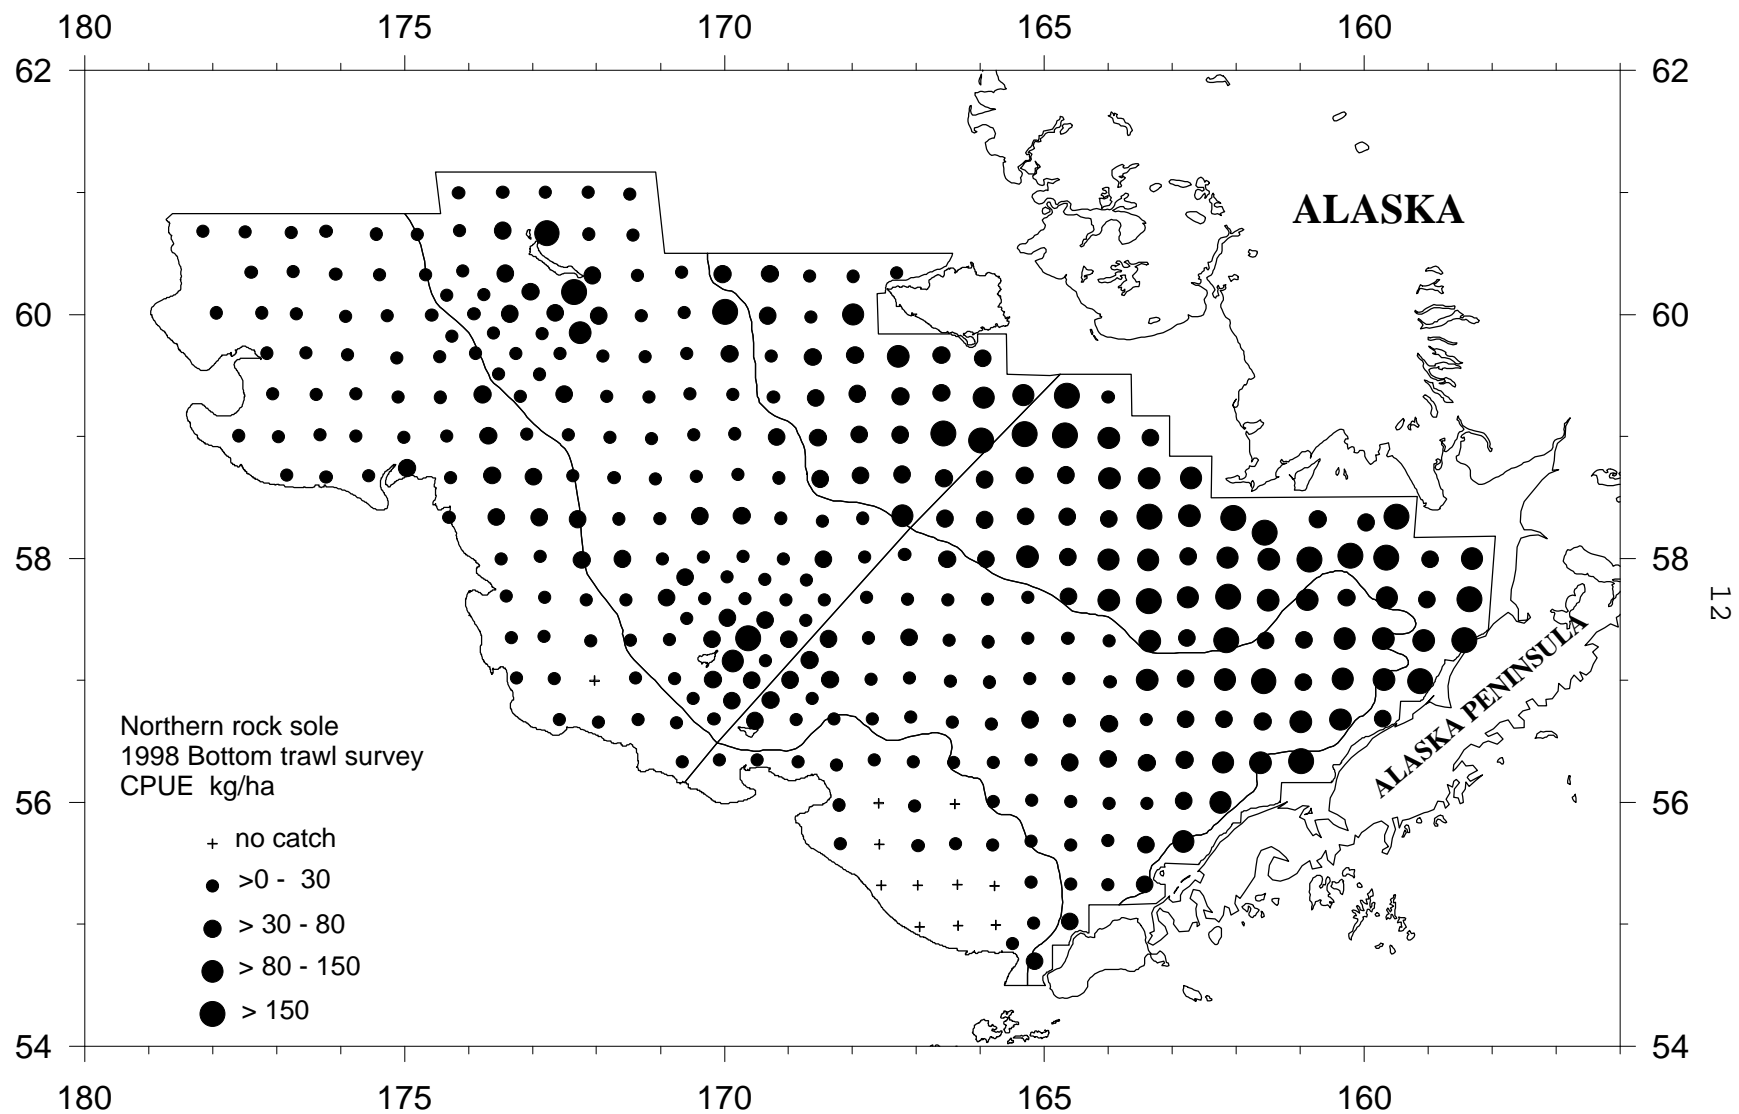 180 175 170 165 160
62 62
ALASKA
60 60
58 58
12
ALASKA PENINSULA
Northern rock sole
1998 Bottom trawl survey
CPUE kg/ha
56 56
+ no catch
>0 - 30
> 30 - 80
> 80 - 150
> 150
54 54
180 175 170 165 160